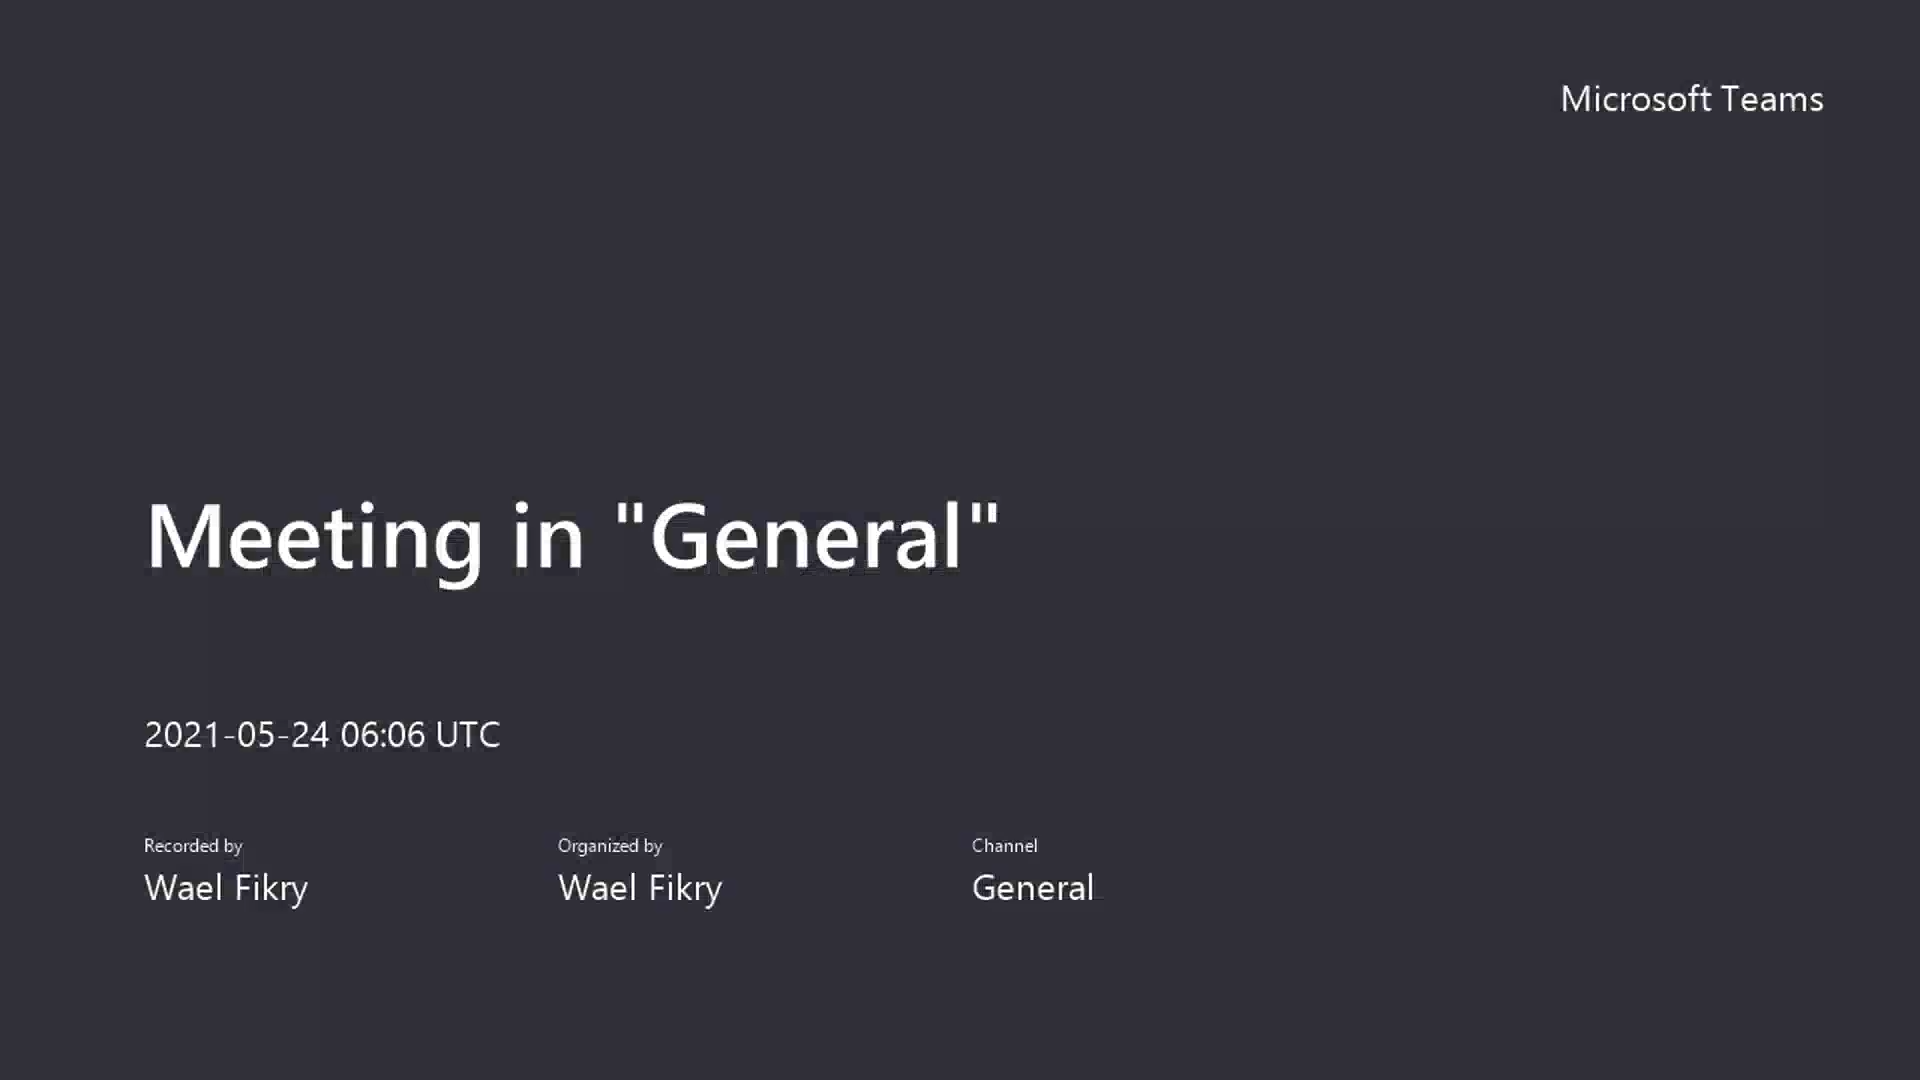 Microsoft Teams
Meeting in "General"
2021-05-24 06:06 UTC
Recorded by
Wael Fikry
Organized by
Wael Fikry
Channel
General